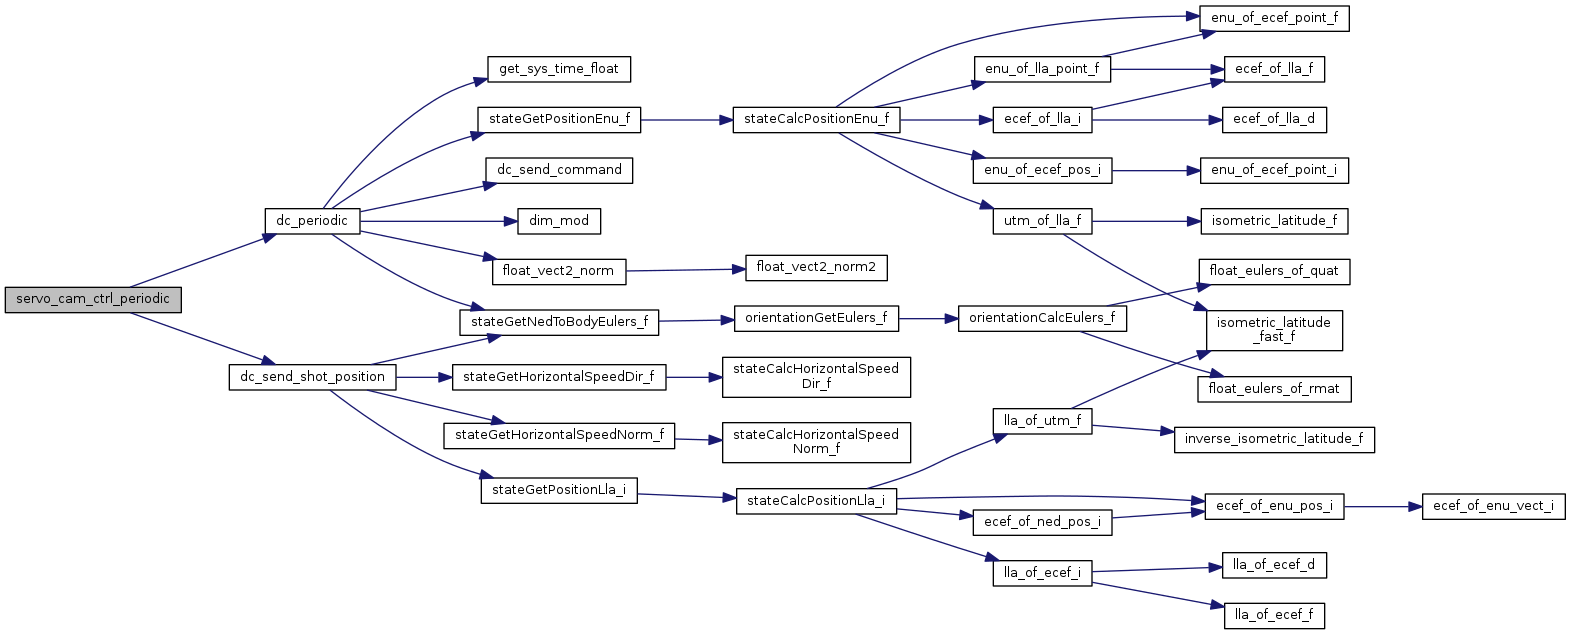 servo_cam_ctrl_periodic
dc_periodic
dc_send_shot_position
get_sys_time_float
stateGetPositionEnu_f
dc_send_command
dim_mod
float_vect2_norm
stateGetNedToBodyEulers_f
stateGetHorizontalSpeedDir_f
stateGetHorizontalSpeedNorm_f
stateGetPositionLla_i
stateCalcPositionEnu_f
float_vect2_norm2
orientationGetEulers_f
stateCalcHorizontalSpeed
Dir_f
stateCalcHorizontalSpeed
Norm_f
stateCalcPositionLla_i
enu_of_lla_point_f
ecef_of_lla_i
enu_of_ecef_pos_i
utm_of_lla_f
orientationCalcEulers_f
lla_of_utm_f
ecef_of_ned_pos_i
lla_of_ecef_i
enu_of_ecef_point_f
ecef_of_lla_f
ecef_of_lla_d
enu_of_ecef_point_i
isometric_latitude_f
float_eulers_of_quat
isometric_latitude
_fast_f
float_eulers_of_rmat
inverse_isometric_latitude_f
ecef_of_enu_pos_i
lla_of_ecef_d
lla_of_ecef_f
ecef_of_enu_vect_i